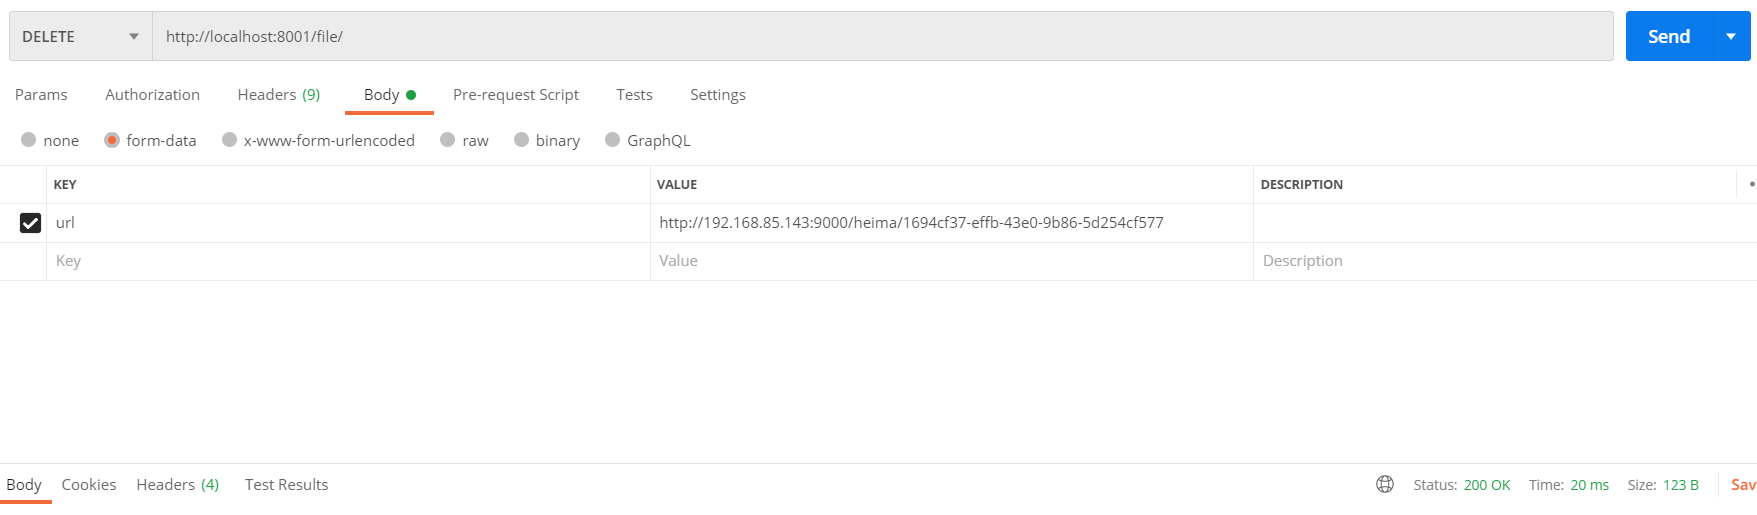 DELETE http://localhost:8001/file/ Send
Params Authorization Headers (9) Body Pre-request Script Tests Settings
none form-data x-www-form-urlencoded raw binary GraphQL
KEY VALUE DESCRIPTION
url http://192.168.85.143:9000/heima/1694cf37-effb-43e0-9b86-5d254cf577
Key Value Description
Body Cookies Headers (4) Test Results Status: 200 OK Time: 20 ms Size: 123 B Sav